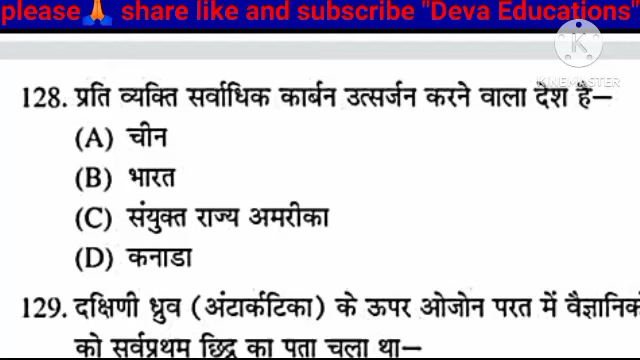 please🙏 share like and subscribe "Deva Educations"
K
KINEMASTER
128. प्रति व्यक्ति सर्वाधिक कार्बन उत्सर्जन करने वाला देश है—
(A) चीन
(B) भारत
(C) संयुक्त राज्य अमरीका
(D) कनाडा
129. दक्षिणी ध्रुव (अंटार्कटिका) के ऊपर ओजोन परत में वैज्ञानिकों
को सर्वप्रथम छिद्र का पता चला था—